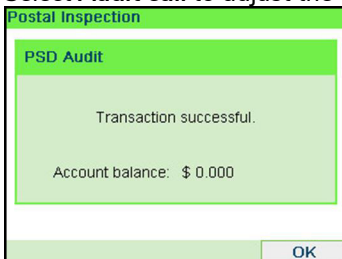 Postal Inspection
PSD Audit
Transaction successful.
Account balance: $ 0.000
OK